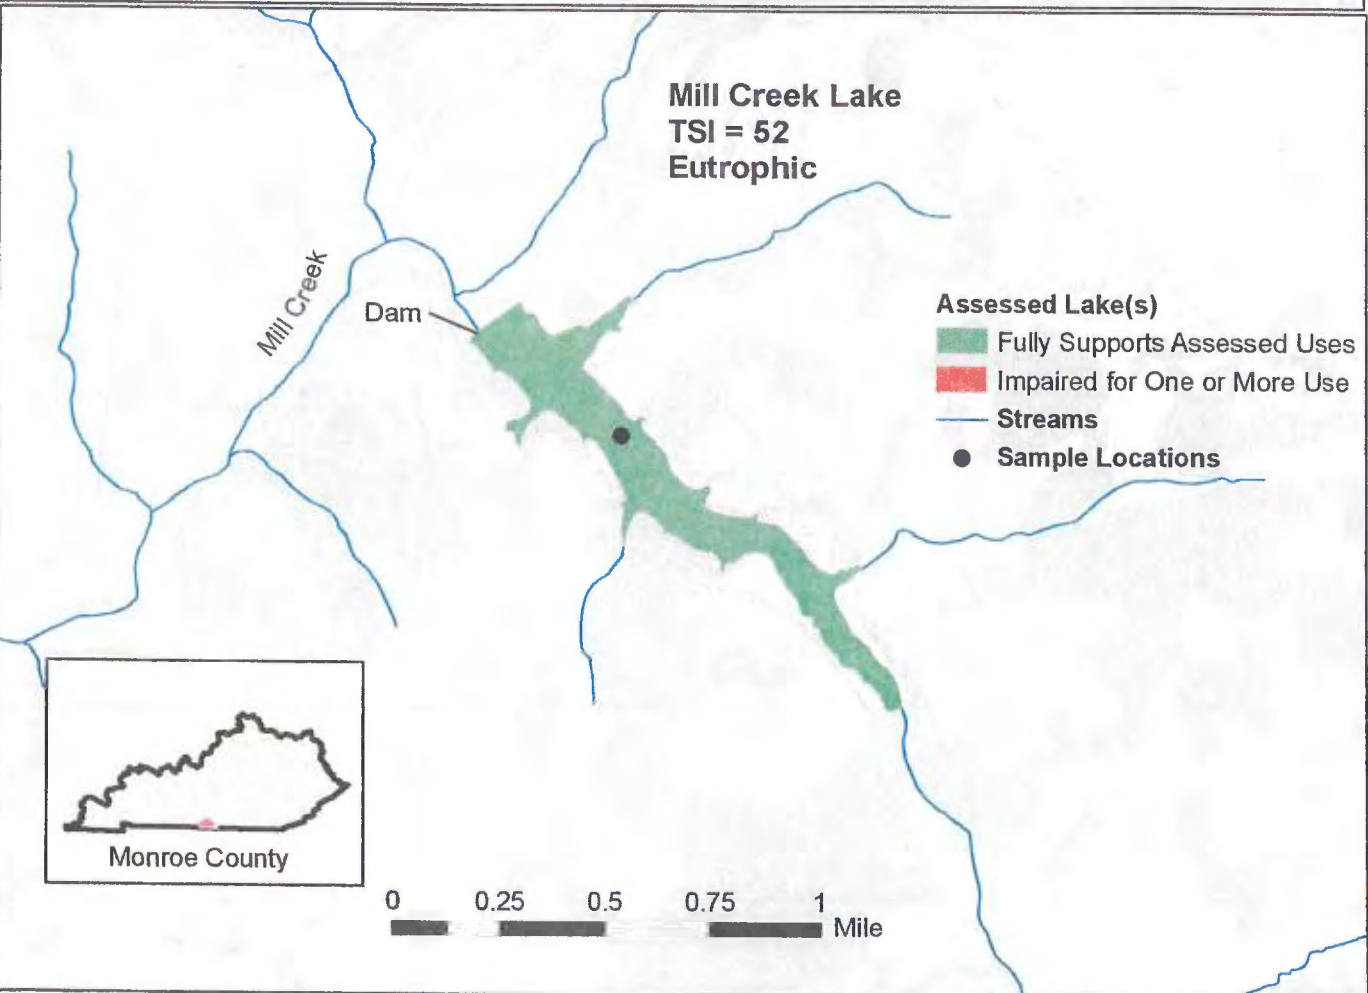 Mill Creek Lake
TSI = 52
Eutrophic
Mill Creek
Dam
Assessed Lake(s)
Fully Supports Assessed Uses
Impaired for One or More Use
Streams
Sample Locations
Monroe County
0 0.25 0.5 0.75 1
Mile